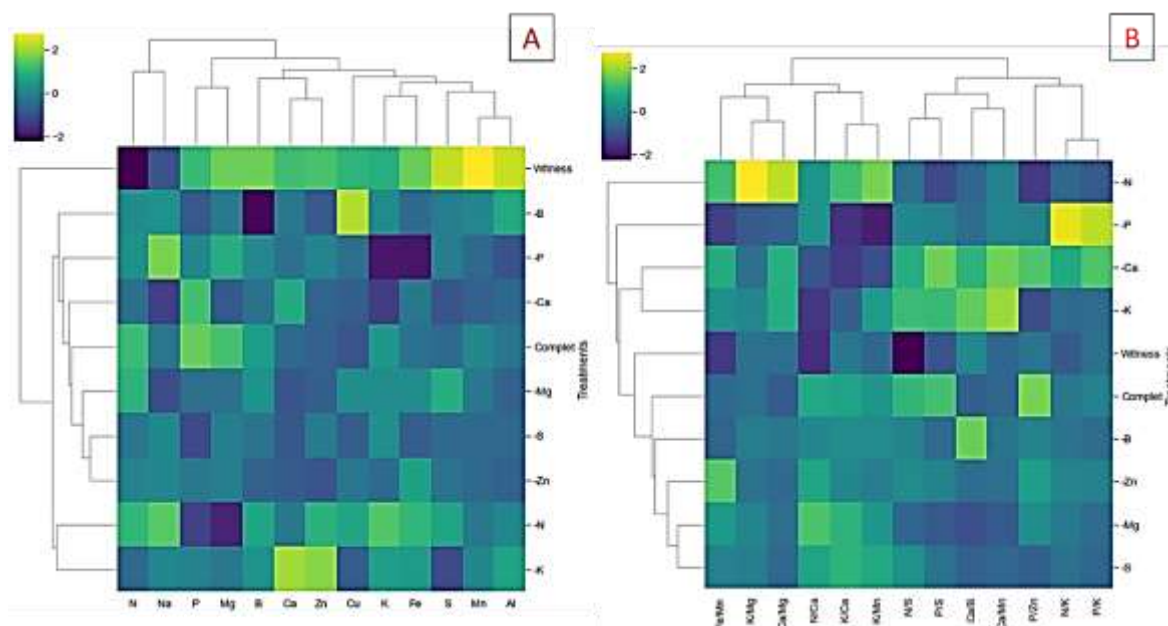 A
2
0
-2
Witness
-B
-P
-Ca
Complet
-Mg
-S
-Zn
-N
-K
Treatments
N Na P Mg B Ca Zn Cu K Fe S Mn Al
B
2
0
-2
-N
-P
-Ca
-K
Witness
Complet
-B
-Zn
-Mg
-S
K/Mg Ca/Mg N/Ca K/Ca K/Mn N/S P/S Ca/Mn P/Zn N/K P/K